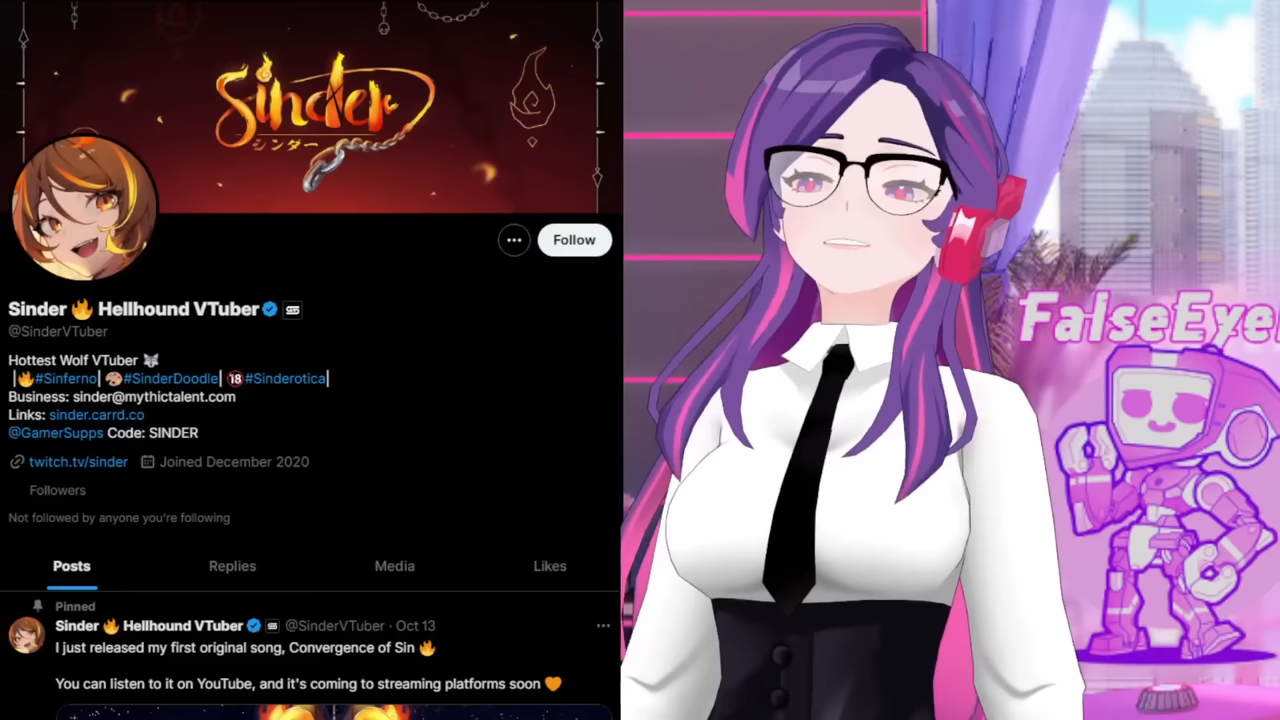 Sinder
シンダー
Follow
Sinder 🔥 Hellhound VTuber
@SinderVTuber
Hottest Wolf VTuber 🐺
|🔥#Sinferno| 🎨#SinderDoodle| 🔞#Sinderotica|
Business: sinder@mythictalent.com
Links: sinder.carrd.co
@GamerSupps Code: SINDER
twitch.tv/sinder Joined December 2020
Followers
Not followed by anyone you're following
Posts Replies Media Likes
Pinned
Sinder 🔥 Hellhound VTuber @SinderVTuber · Oct 13
I just released my first original song, Convergence of Sin 🔥
You can listen to it on YouTube, and it's coming to streaming platforms soon 🧡
FalseEye